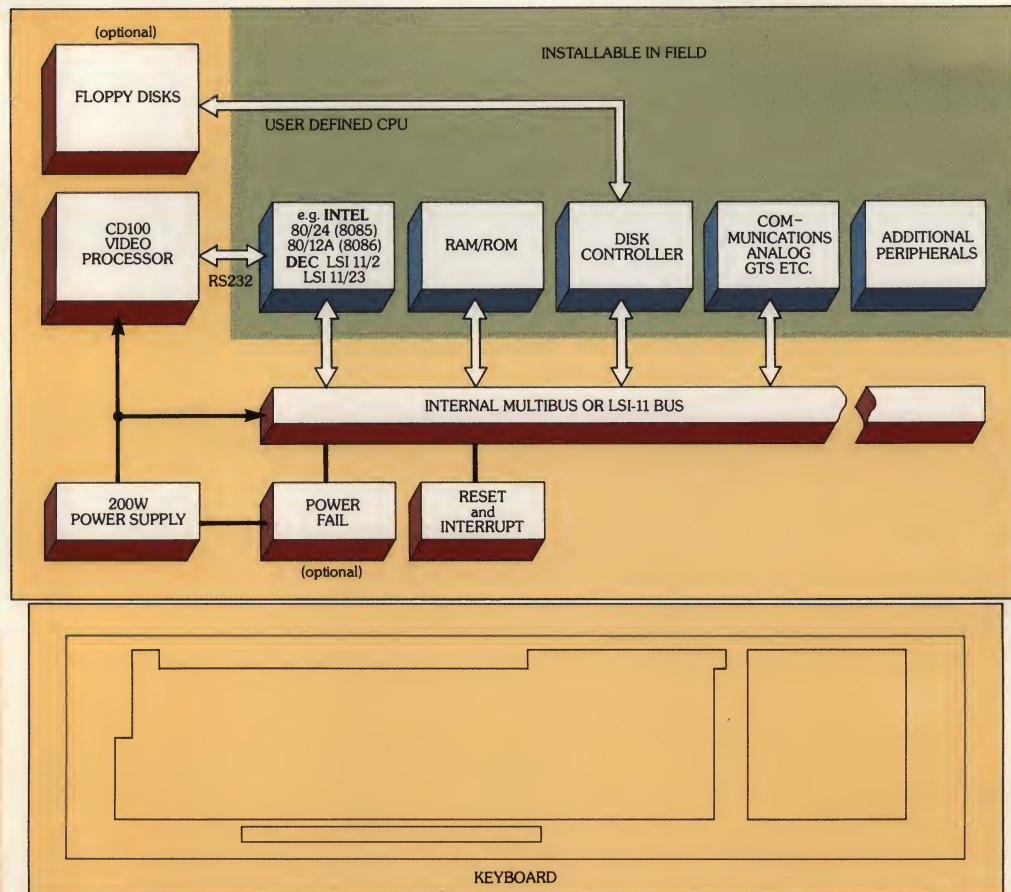 (optional)
FLOPPY DISKS
INSTALLABLE IN FIELD
USER DEFINED CPU
CD100
VIDEO
PROCESSOR
RS232
e.g. INTEL
80/24 (8085)
80/12A (8086)
DEC LSI 11/2
LSI 11/23
RAM/ROM
DISK
CONTROLLER
COM-
MUNICATIONS
ANALOG
GTS ETC.
ADDITIONAL
PERIPHERALS
INTERNAL MULTIBUS OR LSI-11 BUS
200W
POWER SUPPLY
POWER
FAIL
(optional)
RESET
and
INTERRUPT
KEYBOARD